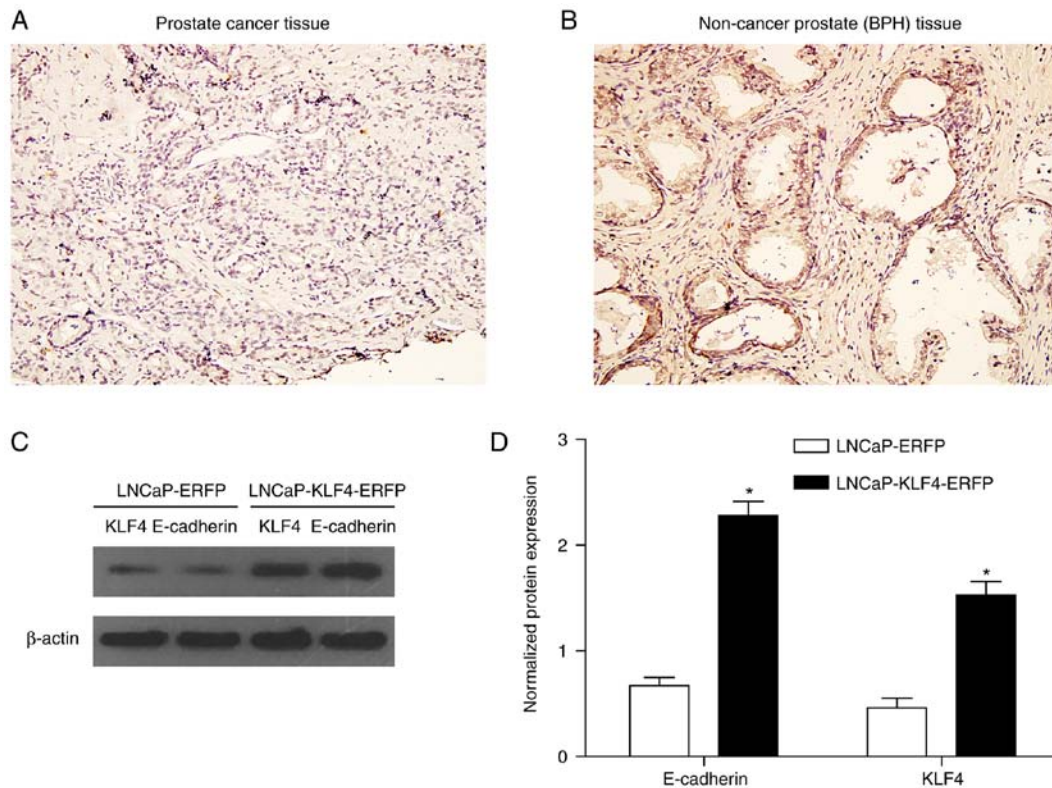 A
Prostate cancer tissue
B
Non-cancer prostate (BPH) tissue
C
LNCaP-ERFP LNCaP-KLF4-ERFP
KLF4 E-cadherin KLF4 E-cadherin
β-actin
D
Normalized protein expression
3
2
1
0
LNCaP-ERFP
LNCaP-KLF4-ERFP
*
*
E-cadherin KLF4